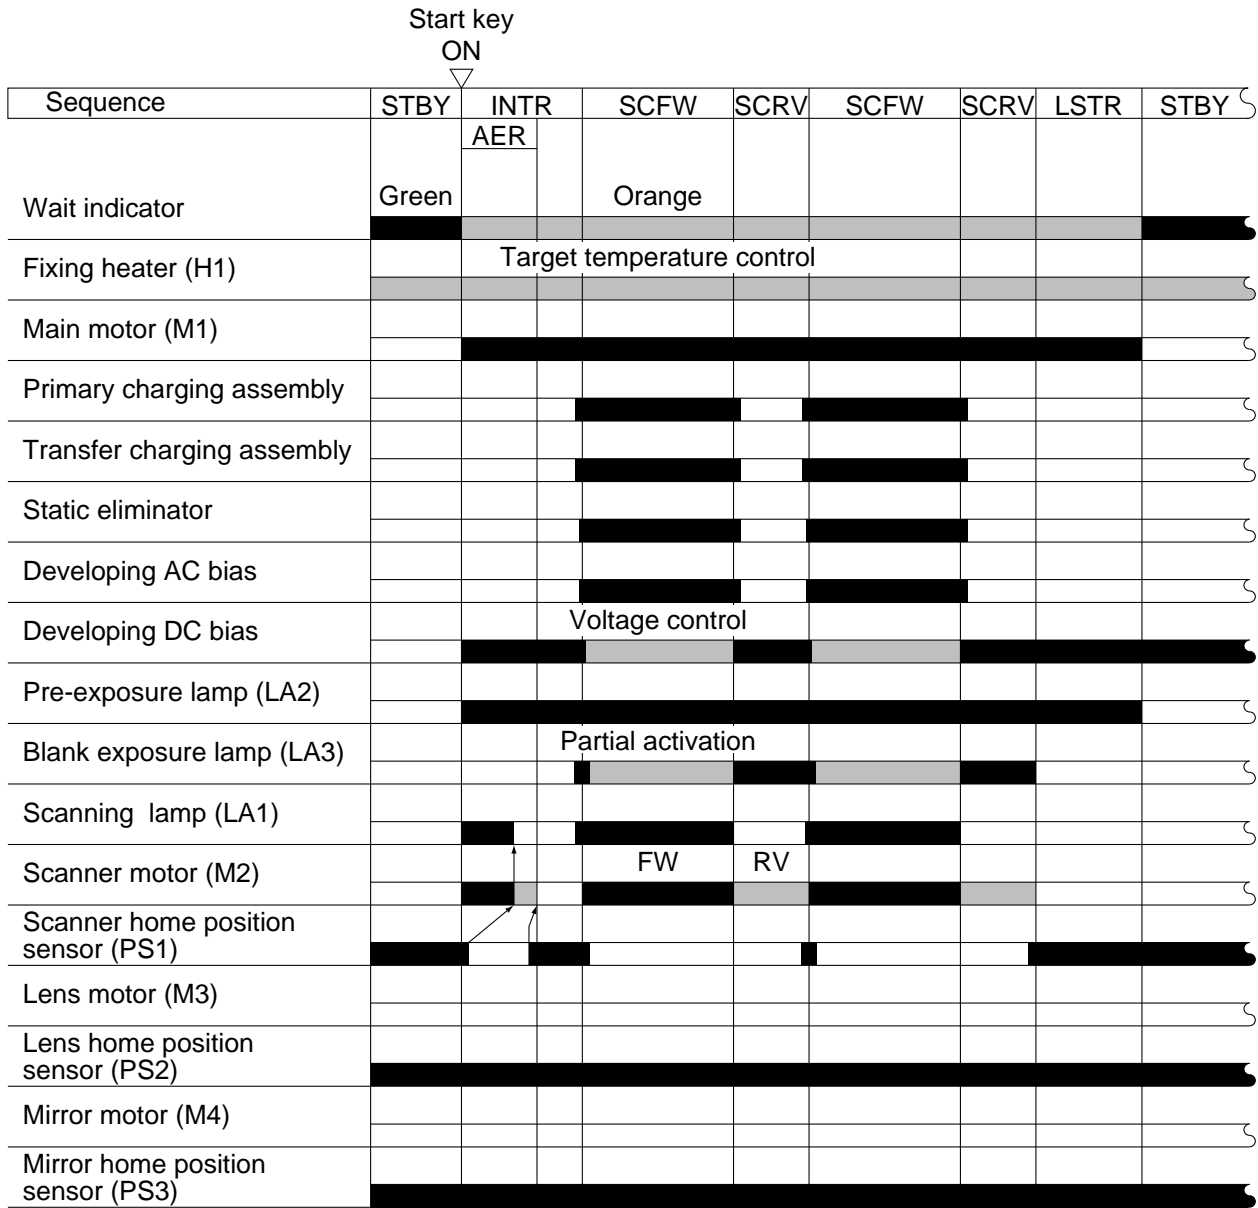 Start key
ON
Sequence STBY INTR SCFW SCRV SCFW SCRV LSTR STBY
AER
Wait indicator Green Orange
Fixing heater (H1) Target temperature control
Main motor (M1)
Primary charging assembly
Transfer charging assembly
Static eliminator
Developing AC bias
Developing DC bias Voltage control
Pre-exposure lamp (LA2)
Blank exposure lamp (LA3) Partial activation
Scanning lamp (LA1)
Scanner motor (M2) FW RV
Scanner home position
sensor (PS1)
Lens motor (M3)
Lens home position
sensor (PS2)
Mirror motor (M4)
Mirror home position
sensor (PS3)